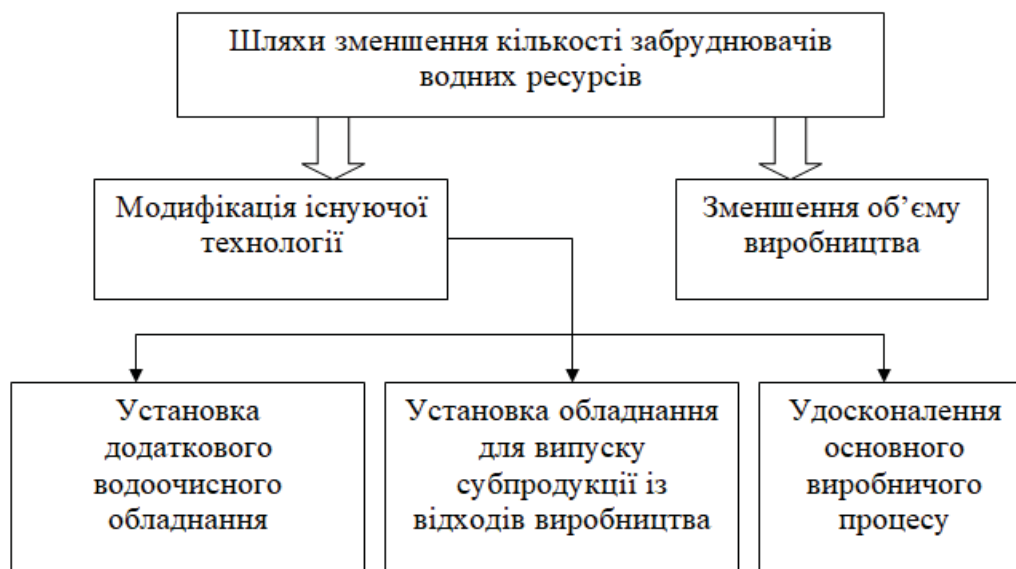 Шляхи зменшення кількості забруднювачів
водних ресурсів
Модифікація існуючої
технології
Зменшення об’єму
виробництва
Установка
додаткового
водоочисного
обладнання
Установка обладнання
для випуску
субпродукції із
відходів виробництва
Удосконалення
основного
виробничого
процесу